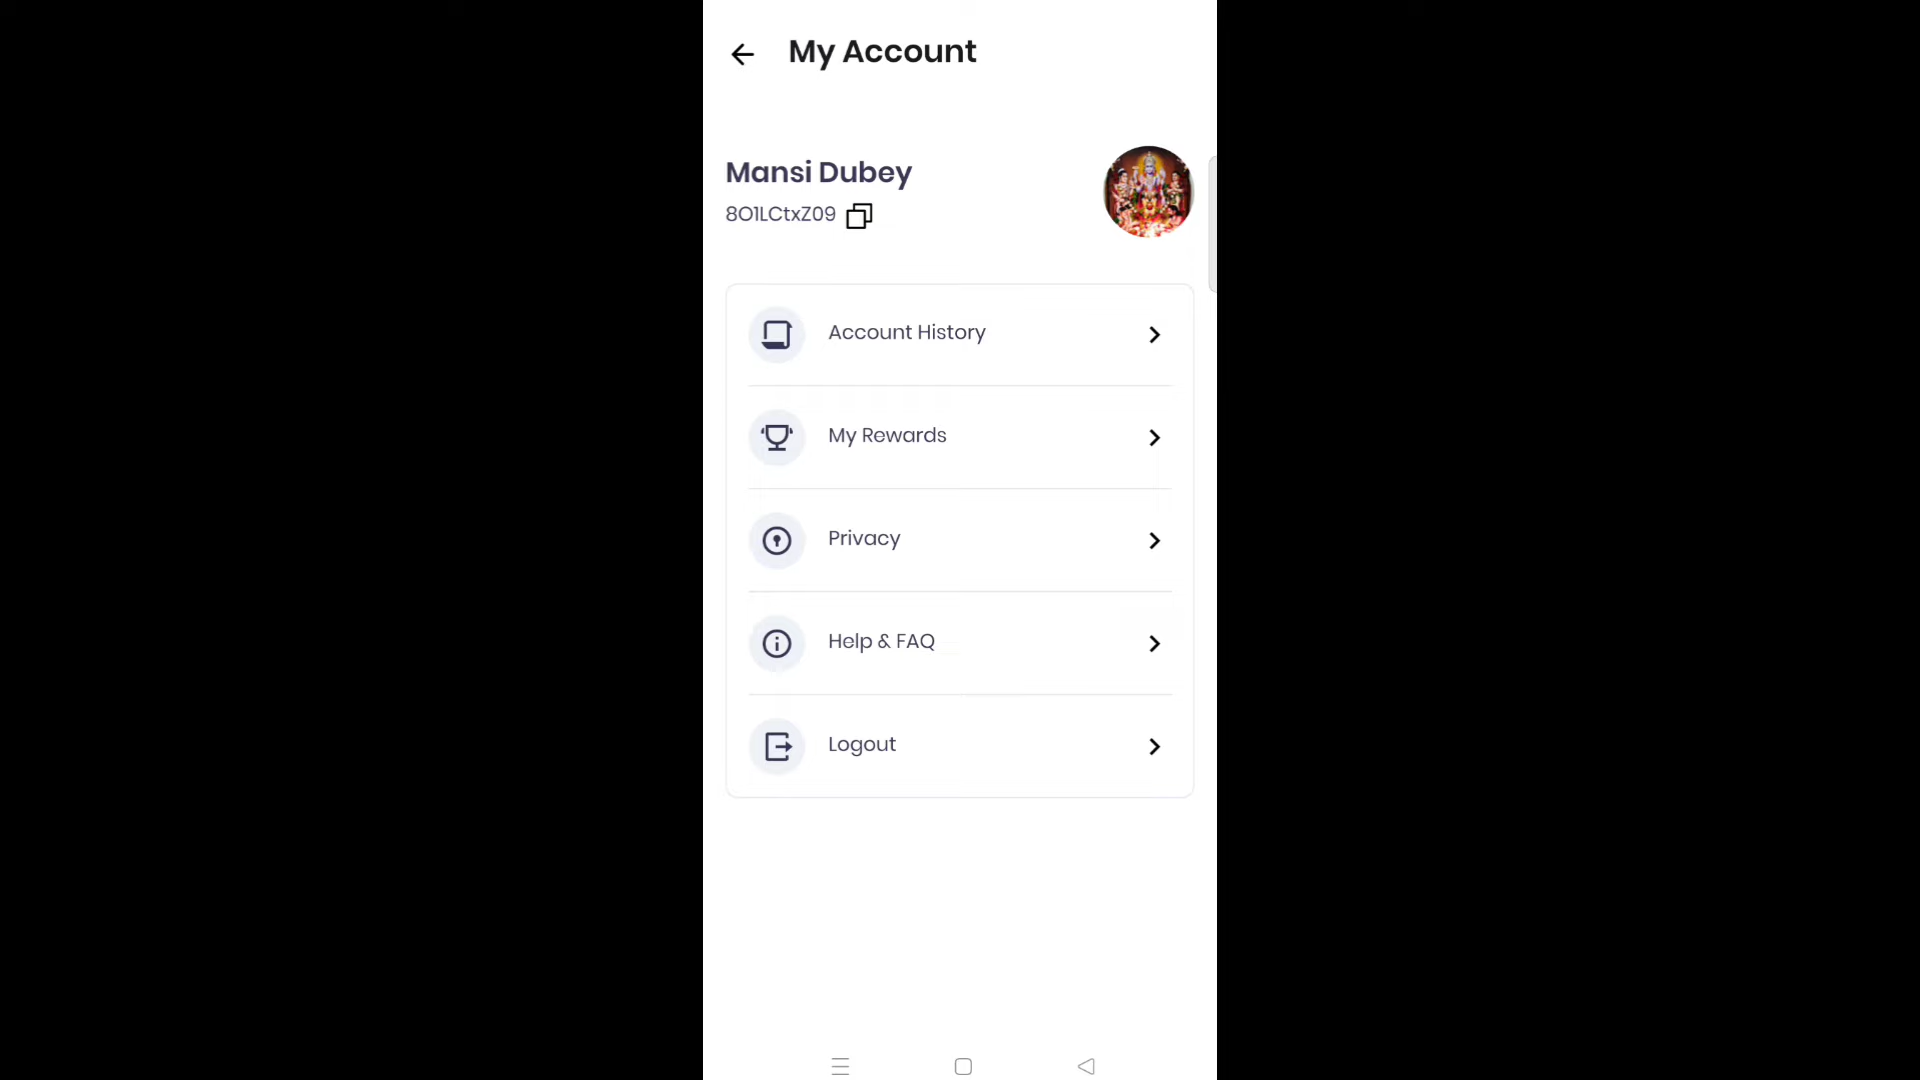 My Account
Mansi Dubey
8O1LCtxZ09
Account History
My Rewards
Privacy
Help & FAQ
Logout